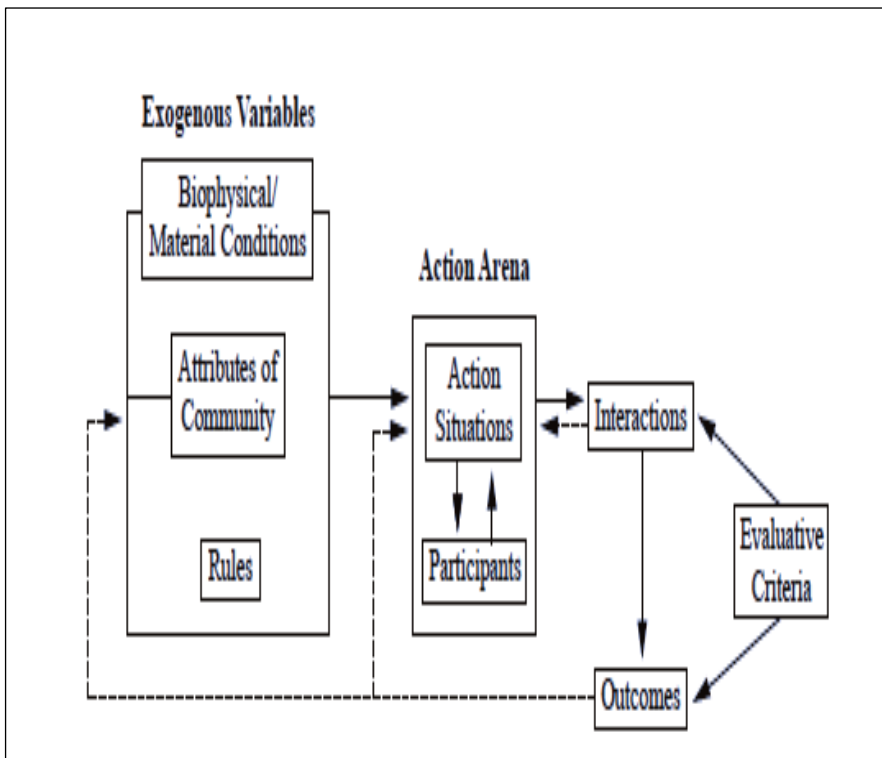 Exogenous Variables
Biophysical/
Material Conditions
Attributes of
Community
Rules
Action Arena
Action
Situations
Participants
Interactions
Outcomes
Evaluative
Criteria